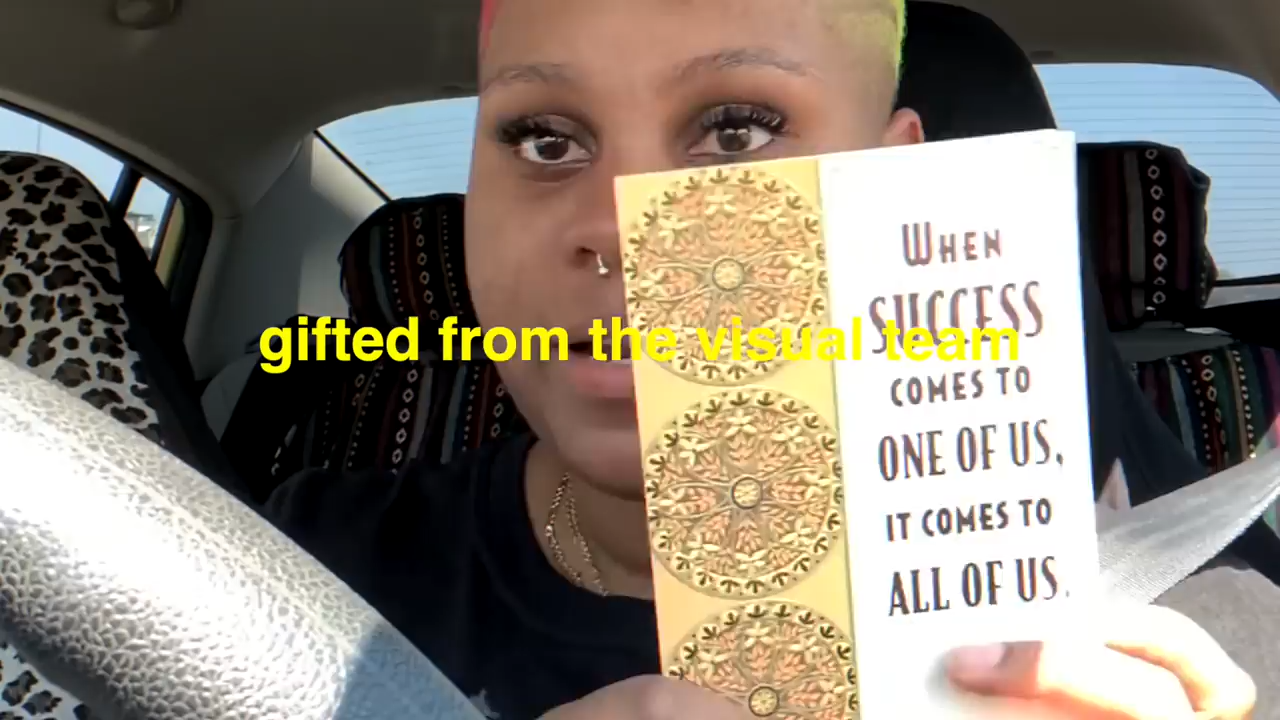 gifted from the visual team
WHEN
SUCCESS
COMES TO
ONE OF US,
IT COMES TO
ALL OF US.